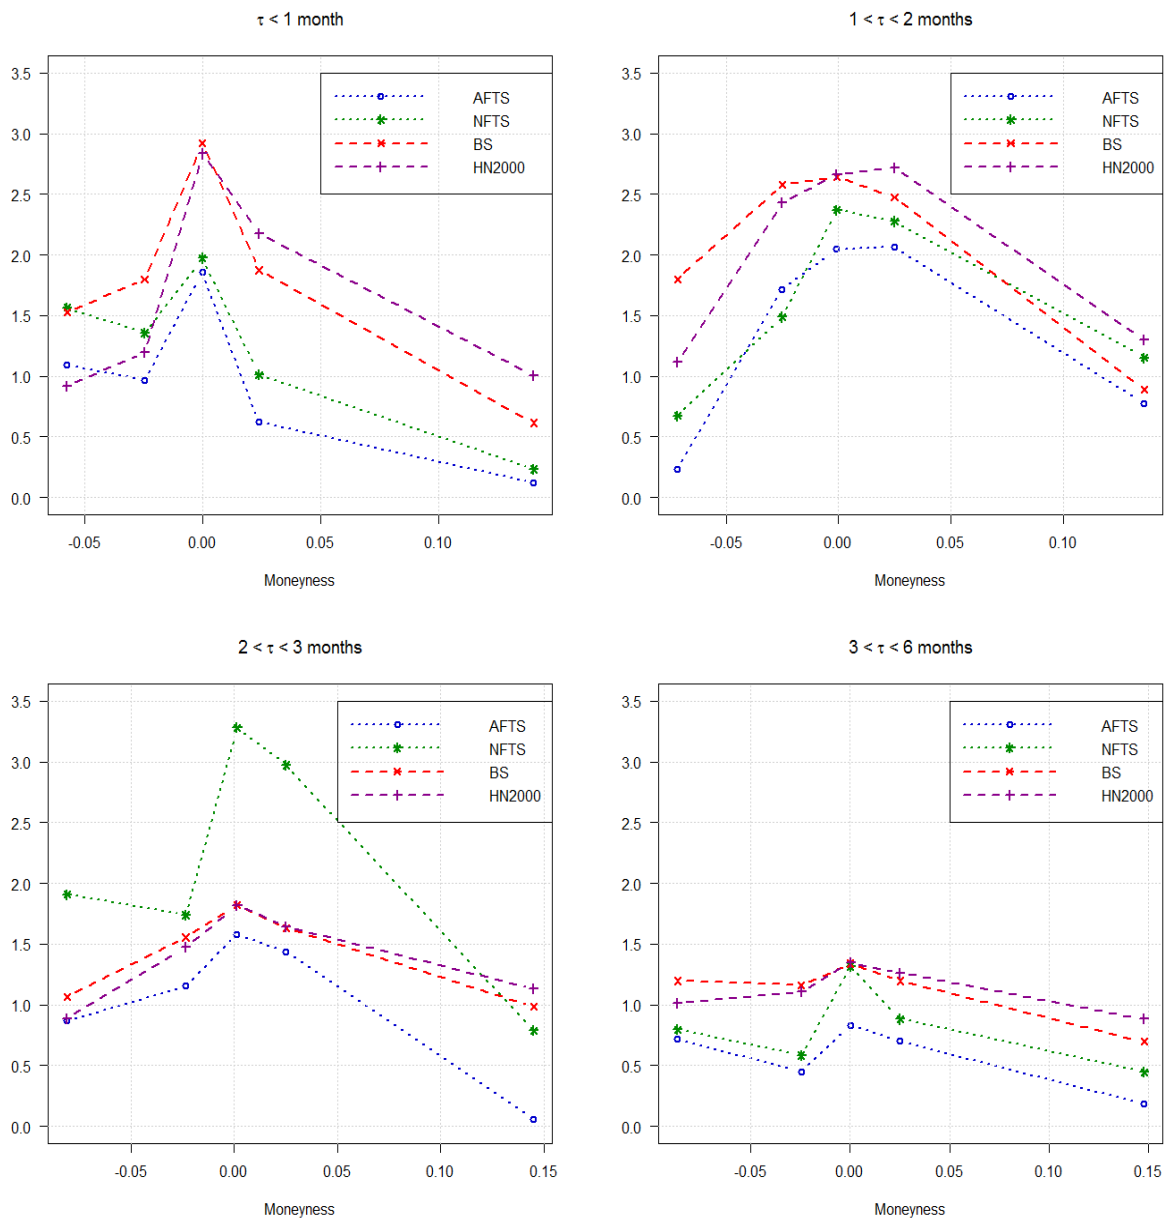 τ < 1 month
3.5
3.0
2.5
2.0
1.5
1.0
0.5
0.0
AFTS
NFTS
BS
HN2000
-0.05 0.00 0.05 0.10
Moneyness
1 < τ < 2 months
3.5
3.0
2.5
2.0
1.5
1.0
0.5
0.0
AFTS
NFTS
BS
HN2000
-0.05 0.00 0.05 0.10
Moneyness
2 < τ < 3 months
3.5
3.0
2.5
2.0
1.5
1.0
0.5
0.0
AFTS
NFTS
BS
HN2000
-0.05 0.00 0.05 0.10 0.15
Moneyness
3 < τ < 6 months
3.5
3.0
2.5
2.0
1.5
1.0
0.5
0.0
AFTS
NFTS
BS
HN2000
-0.05 0.00 0.05 0.10 0.15
Moneyness